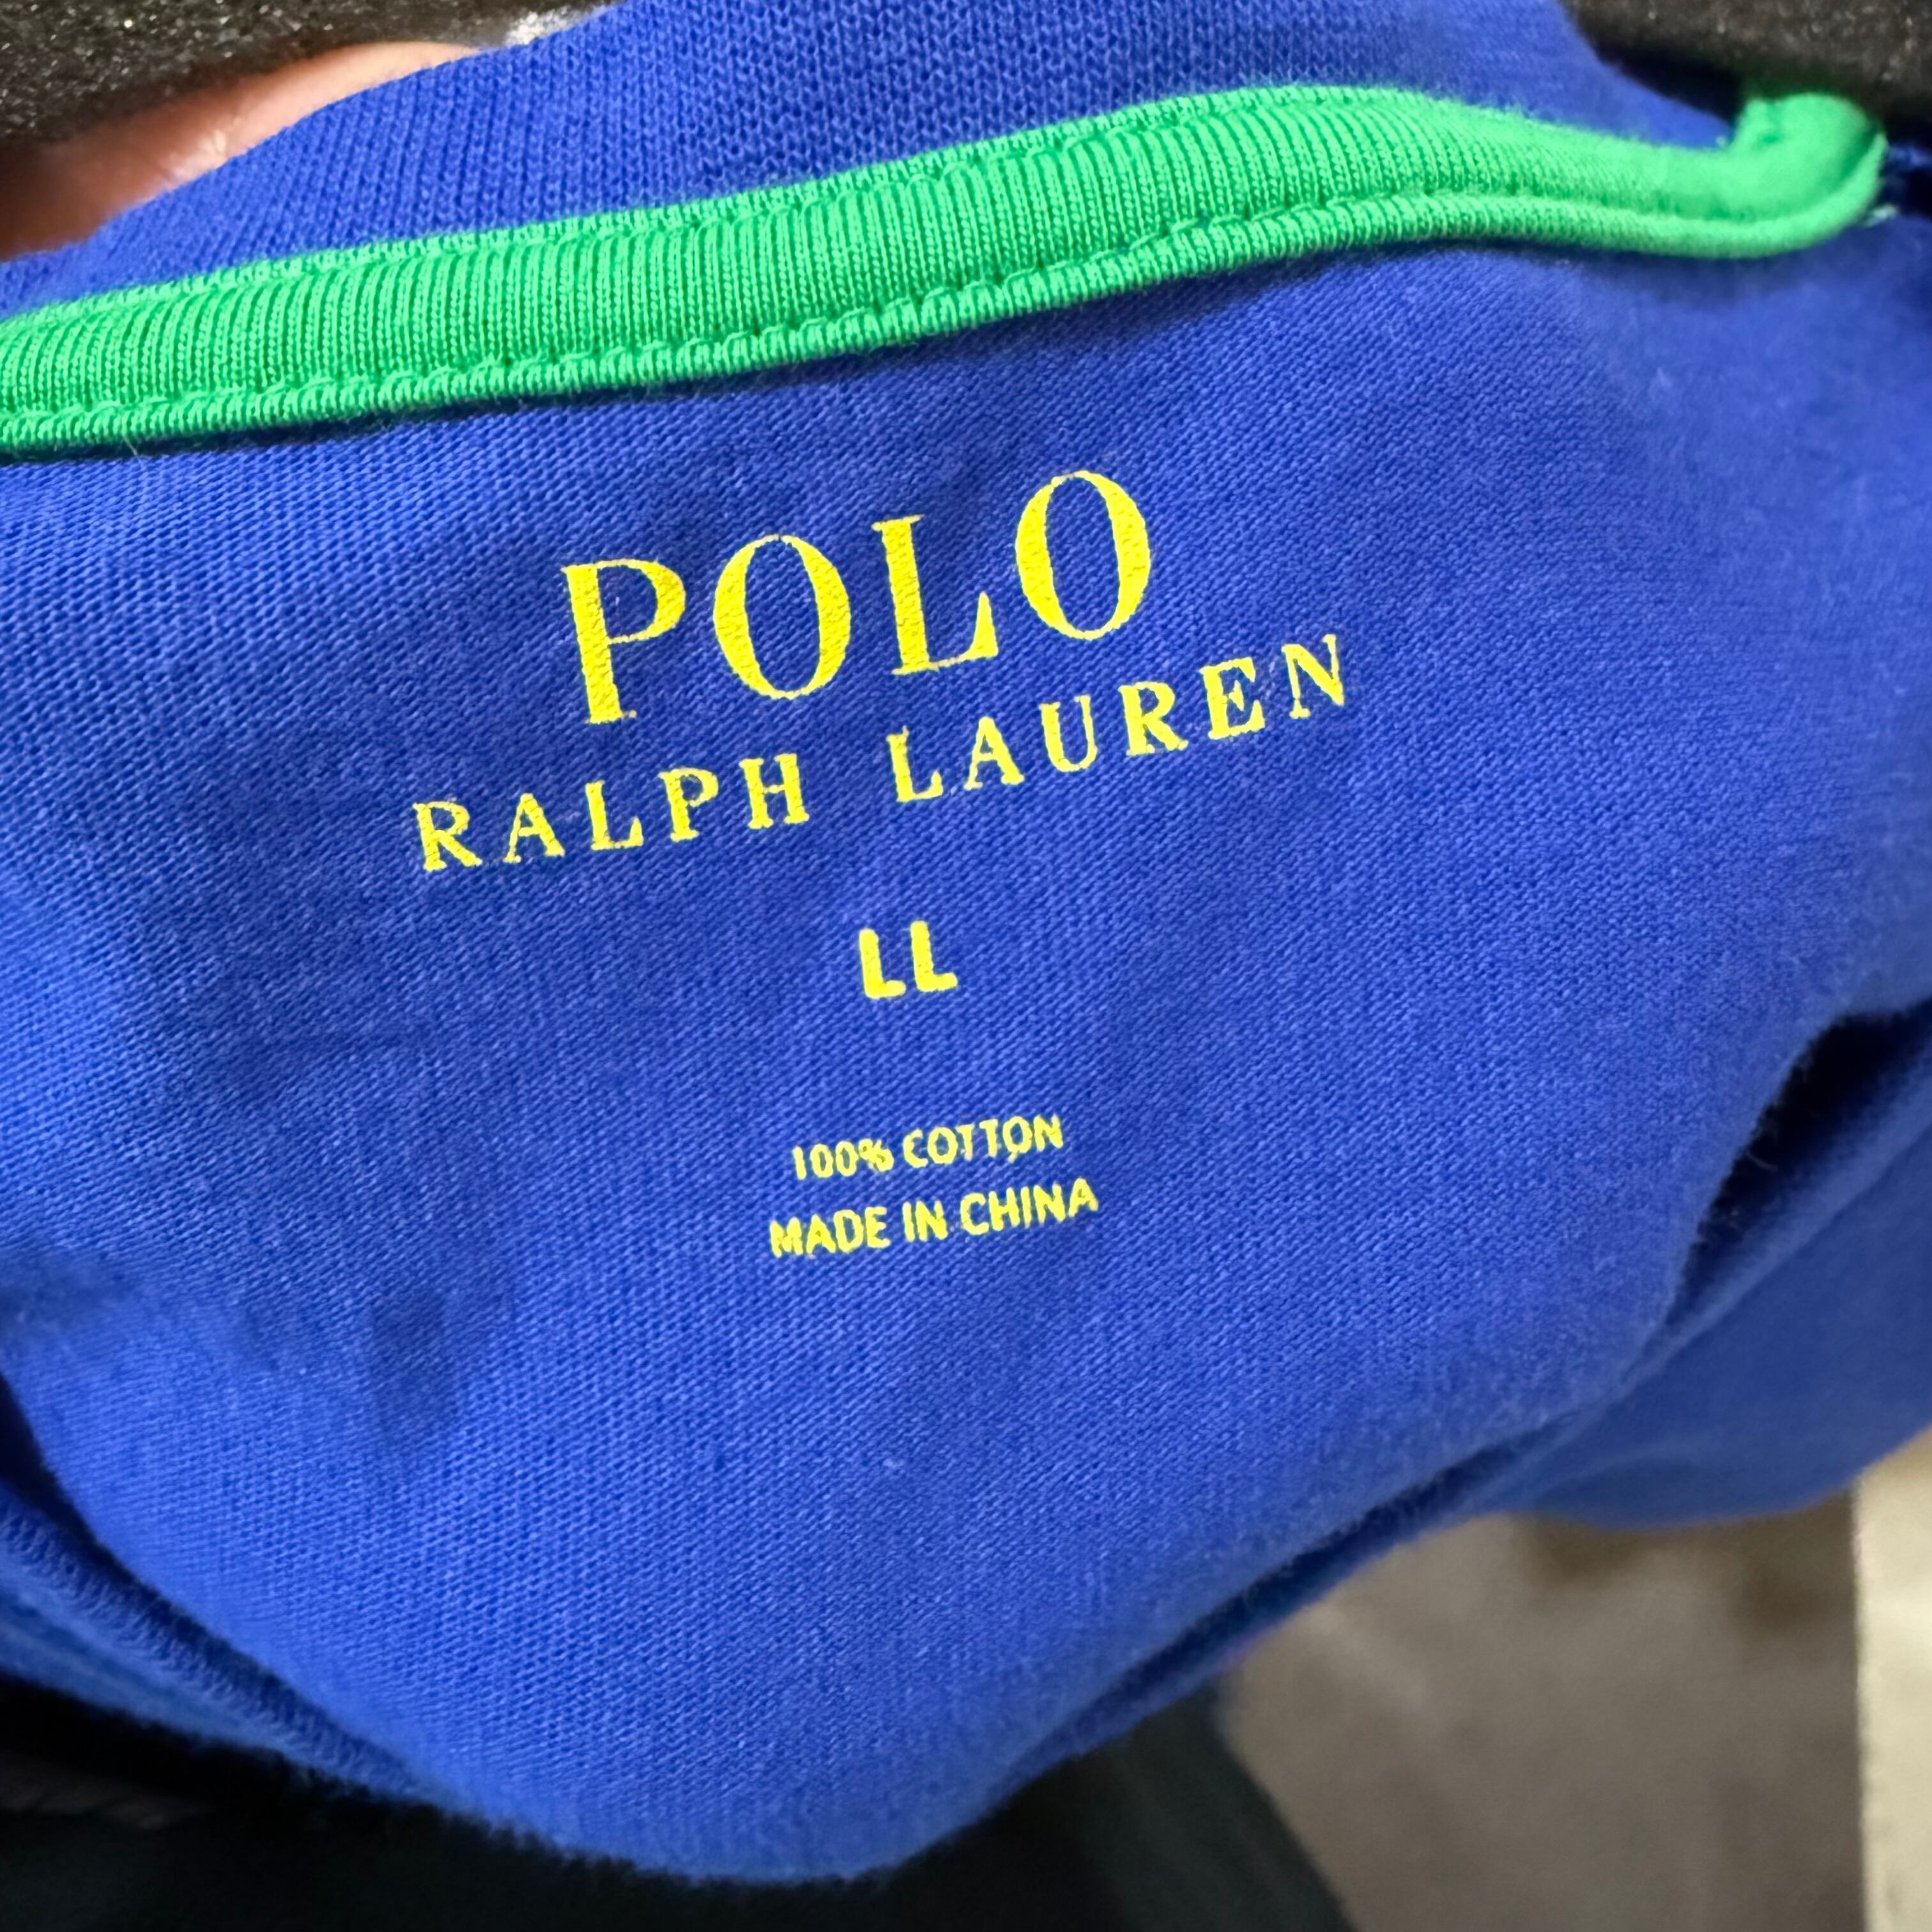 POLO
RALPH LAUREN
LL
100% COTTON
MADE IN CHINA